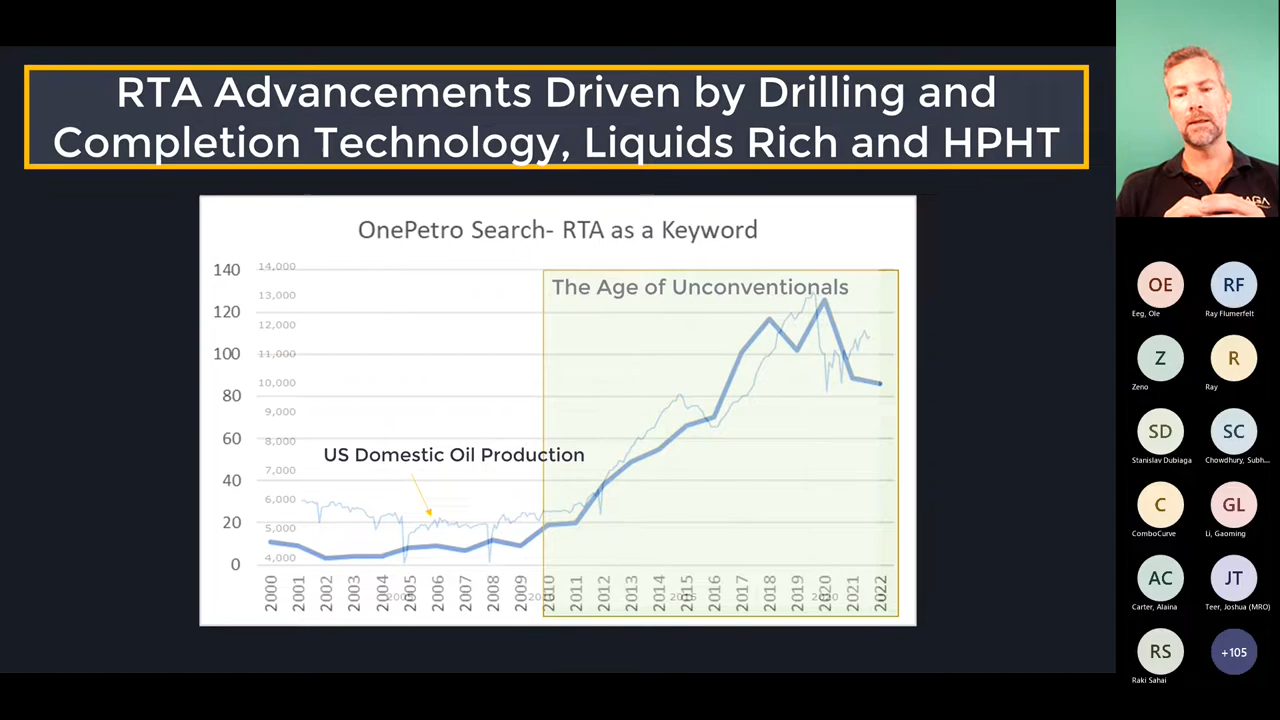 RTA Advancements Driven by Drilling and
Completion Technology, Liquids Rich and HPHT
OnePetro Search- RTA as a Keyword
The Age of Unconventionals
US Domestic Oil Production
140
120
100
80
60
40
20
0
14,000
13,000
12,000
11,000
10,000
9,000
8,000
7,000
6,000
5,000
4,000
2000
2001
2002
2003
2004
2005
2006
2007
2008
2009
2010
2011
2012
2013
2014
2015
2016
2017
2018
2019
2020
2021
2022
2015
2020
OE
Eeg, Ole
RF
Ray Flumerfelt
Z
Zeno
R
Ray
SD
Stanislav Dubiaga
SC
Chowdhury, Subh...
C
ComboCurve
GL
Li, Gaoming
AC
Carter, Alaina
JT
Teer, Joshua (MRO)
RS
Raki Sahai
+105